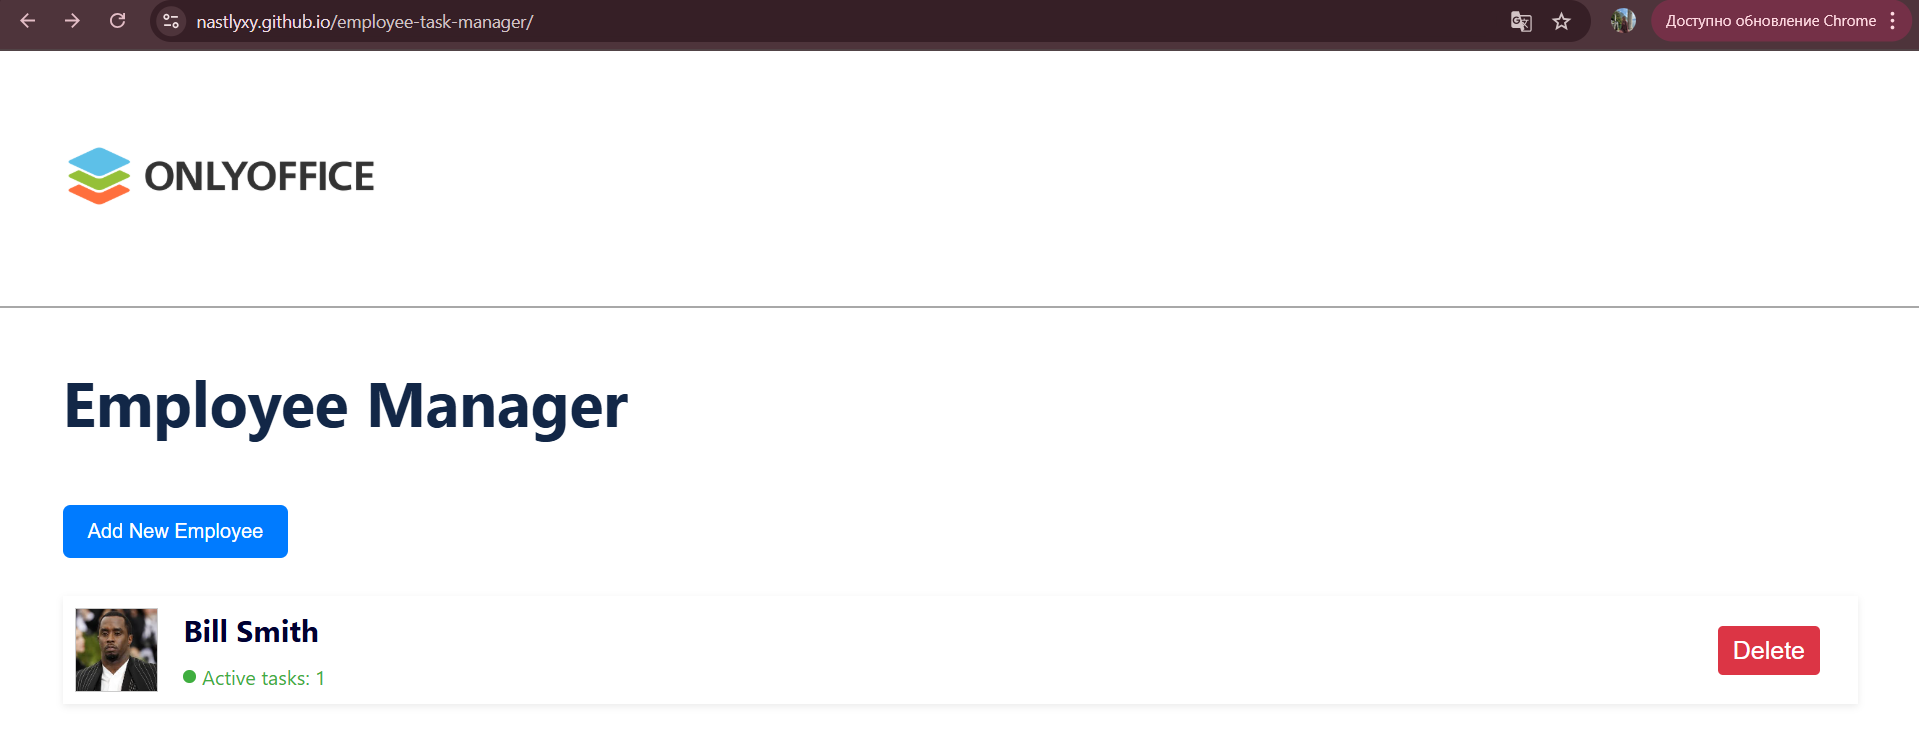 nastlyxy.github.io/employee-task-manager/
Доступно обновление Chrome
ONLYOFFICE
Employee Manager
Add New Employee
Bill Smith
Active tasks: 1
Delete